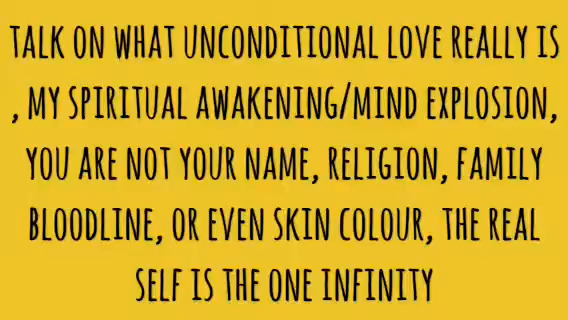 TALK ON WHAT UNCONDITIONAL LOVE REALLY IS
, MY SPIRITUAL AWAKENING/MIND EXPLOSION,
YOU ARE NOT YOUR NAME, RELIGION, FAMILY
BLOODLINE, OR EVEN SKIN COLOUR, THE REAL
SELF IS THE ONE INFINITY